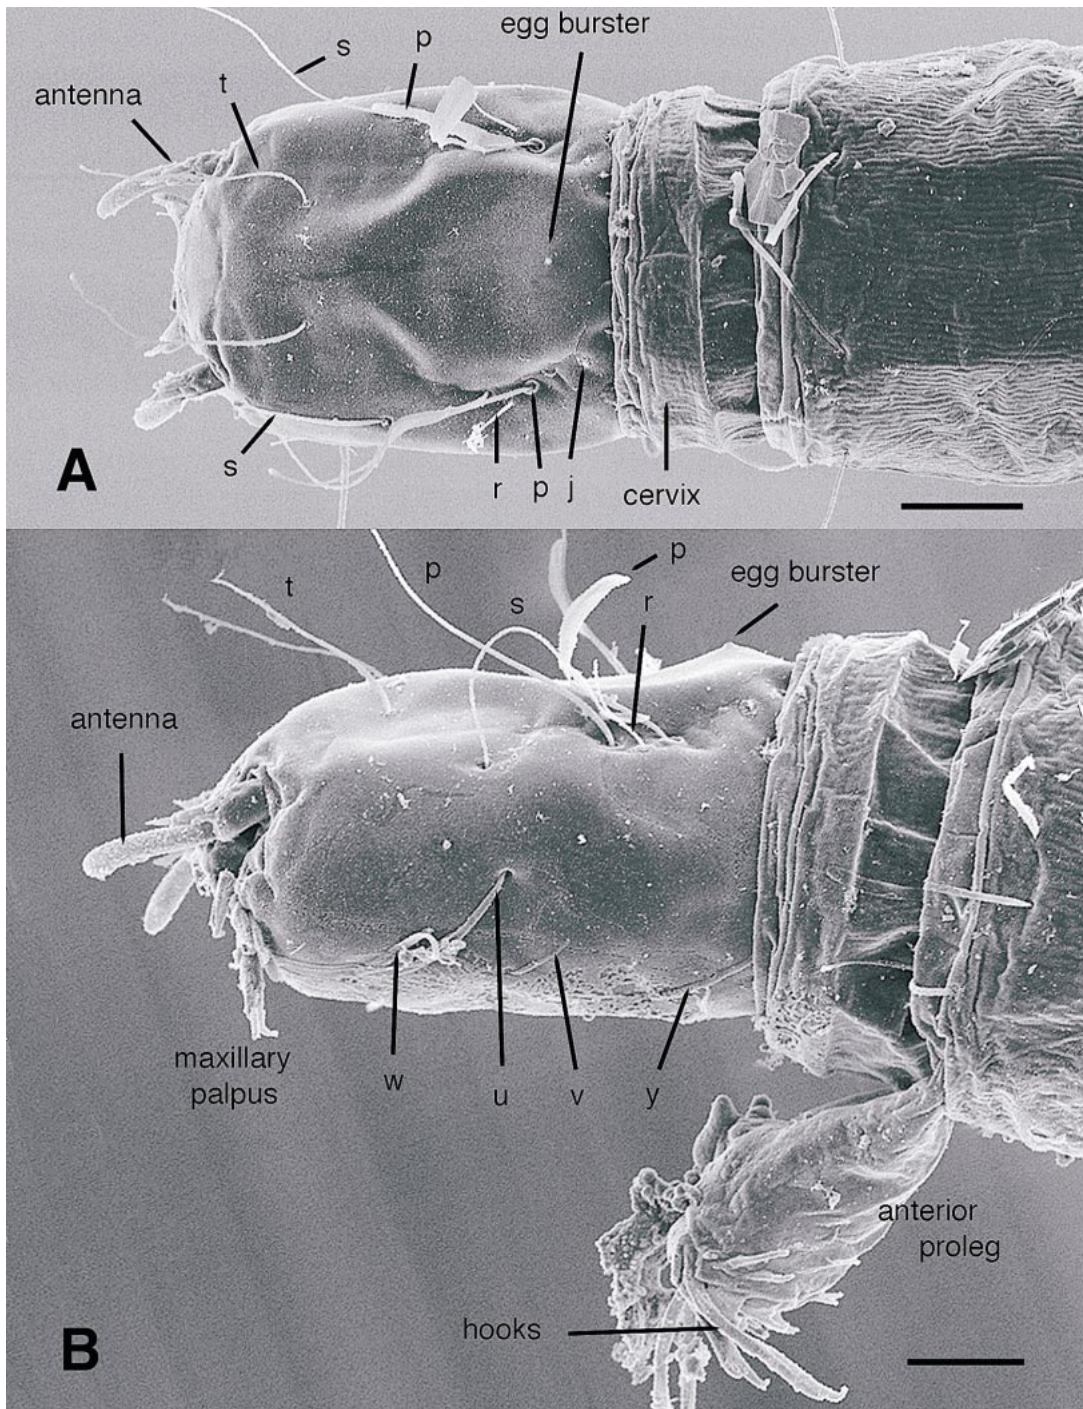 egg burster
s
p
t
antenna
s
r
p
j
cervix
A
p
p
egg burster
t
s
r
antenna
maxillary
palpus
w
u
v
y
anterior
proleg
hooks
B